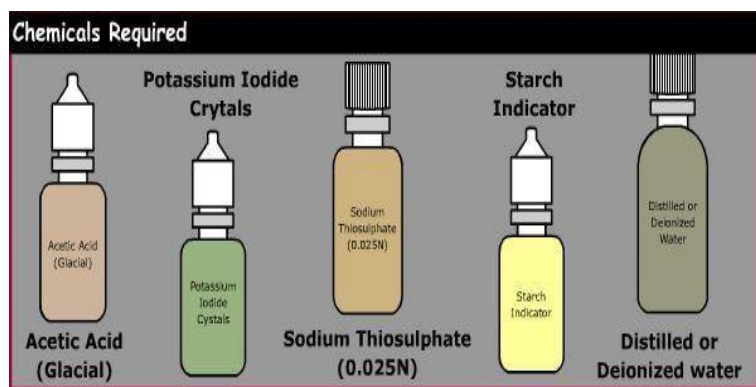 Chemicals Required
Potassium Iodide
Crytals
Starch
Indicator
Acetic Acid
(Glacial)
Potassium
Iodide
Cystals
Sodium
Thiosulphate
(0.025N)
Starch
Indicator
Distilled or
Deionized
Water
Acetic Acid
(Glacial)
Sodium Thiosulphate
(0.025N)
Distilled or
Deionized water